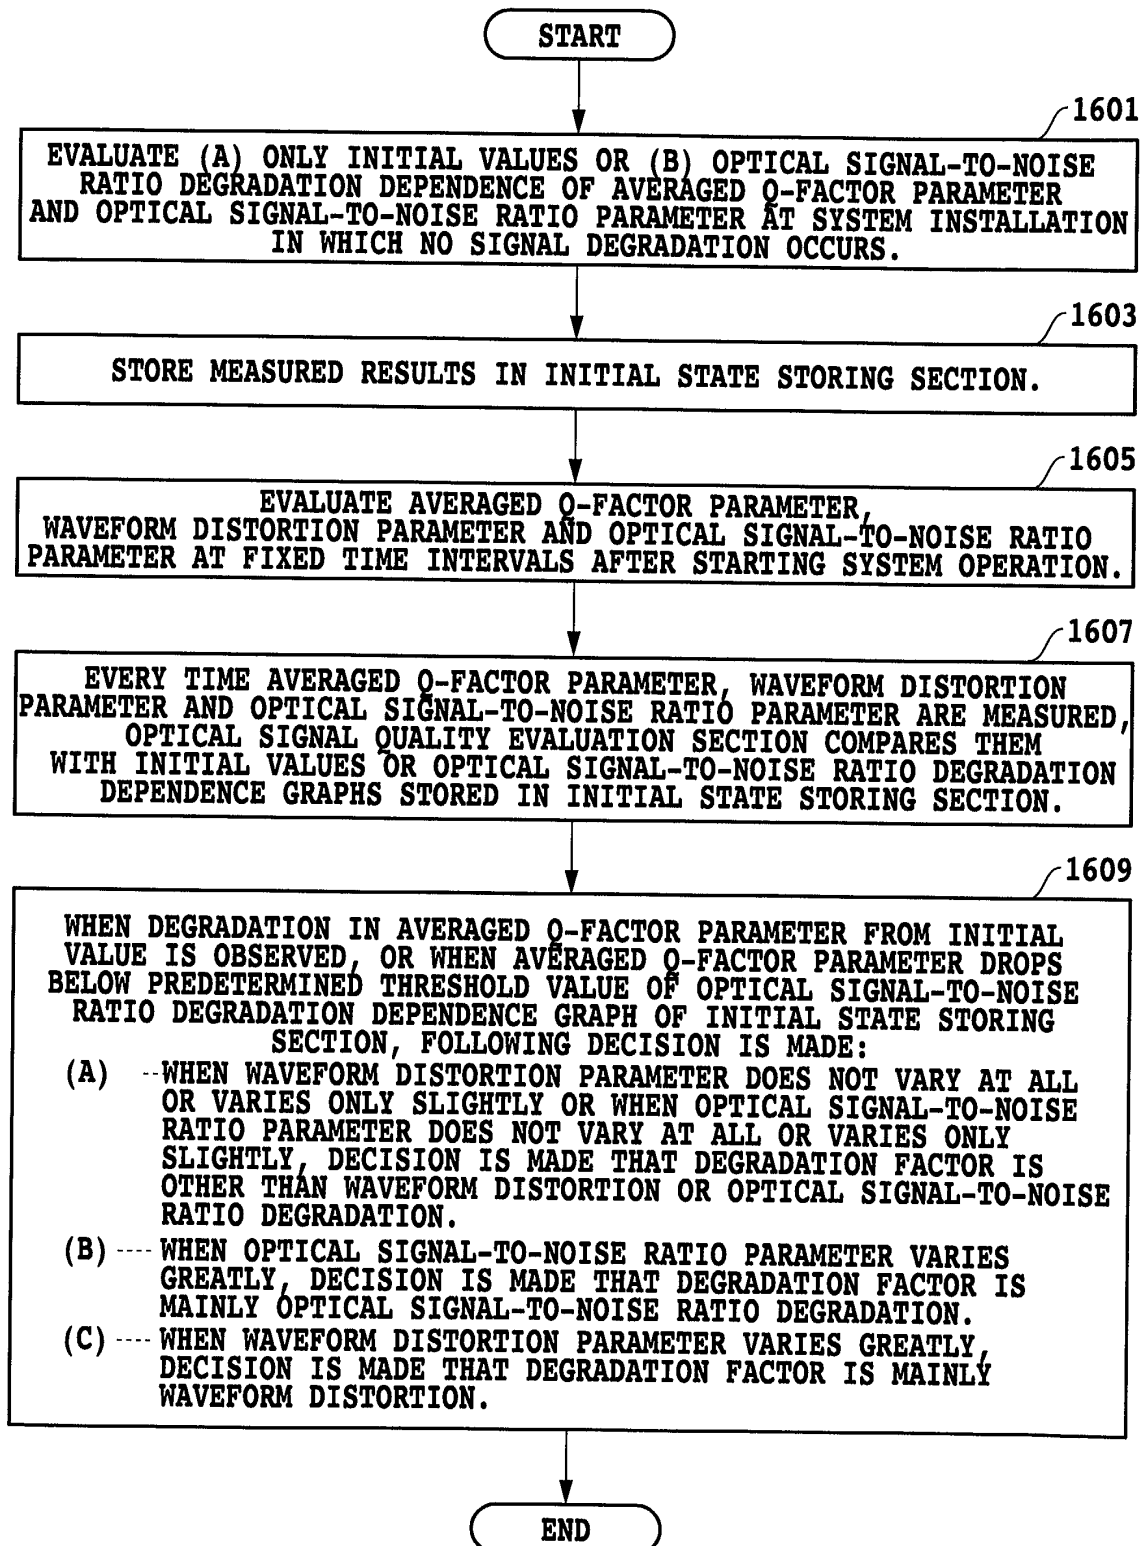 START
1601
EVALUATE (A) ONLY INITIAL VALUES OR (B) OPTICAL SIGNAL-TO-NOISE
RATIO DEGRADATION DEPENDENCE OF AVERAGED Q-FACTOR PARAMETER
AND OPTICAL SIGNAL-TO-NOISE RATIO PARAMETER AT SYSTEM INSTALLATION
IN WHICH NO SIGNAL DEGRADATION OCCURS.
1603
STORE MEASURED RESULTS IN INITIAL STATE STORING SECTION.
1605
EVALUATE AVERAGED Q-FACTOR PARAMETER,
WAVEFORM DISTORTION PARAMETER AND OPTICAL SIGNAL-TO-NOISE RATIO
PARAMETER AT FIXED TIME INTERVALS AFTER STARTING SYSTEM OPERATION.
1607
EVERY TIME AVERAGED Q-FACTOR PARAMETER, WAVEFORM DISTORTION
PARAMETER AND OPTICAL SIGNAL-TO-NOISE RATIO PARAMETER ARE MEASURED,
OPTICAL SIGNAL QUALITY EVALUATION SECTION COMPARES THEM
WITH INITIAL VALUES OR OPTICAL SIGNAL-TO-NOISE RATIO DEGRADATION
DEPENDENCE GRAPHS STORED IN INITIAL STATE STORING SECTION.
1609
WHEN DEGRADATION IN AVERAGED Q-FACTOR PARAMETER FROM INITIAL
VALUE IS OBSERVED, OR WHEN AVERAGED Q-FACTOR PARAMETER DROPS
BELOW PREDETERMINED THRESHOLD VALUE OF OPTICAL SIGNAL-TO-NOISE
RATIO DEGRADATION DEPENDENCE GRAPH OF INITIAL STATE STORING
SECTION, FOLLOWING DECISION IS MADE:
(A) --WHEN WAVEFORM DISTORTION PARAMETER DOES NOT VARY AT ALL
OR VARIES ONLY SLIGHTLY OR WHEN OPTICAL SIGNAL-TO-NOISE
RATIO PARAMETER DOES NOT VARY AT ALL OR VARIES ONLY
SLIGHTLY, DECISION IS MADE THAT DEGRADATION FACTOR IS
OTHER THAN WAVEFORM DISTORTION OR OPTICAL SIGNAL-TO-NOISE
RATIO DEGRADATION.
(B) ---- WHEN OPTICAL SIGNAL-TO-NOISE RATIO PARAMETER VARIES
GREATLY, DECISION IS MADE THAT DEGRADATION FACTOR IS
MAINLY OPTICAL SIGNAL-TO-NOISE RATIO DEGRADATION.
(C) ---- WHEN WAVEFORM DISTORTION PARAMETER VARIES GREATLY,
DECISION IS MADE THAT DEGRADATION FACTOR IS MAINLY
WAVEFORM DISTORTION.
END